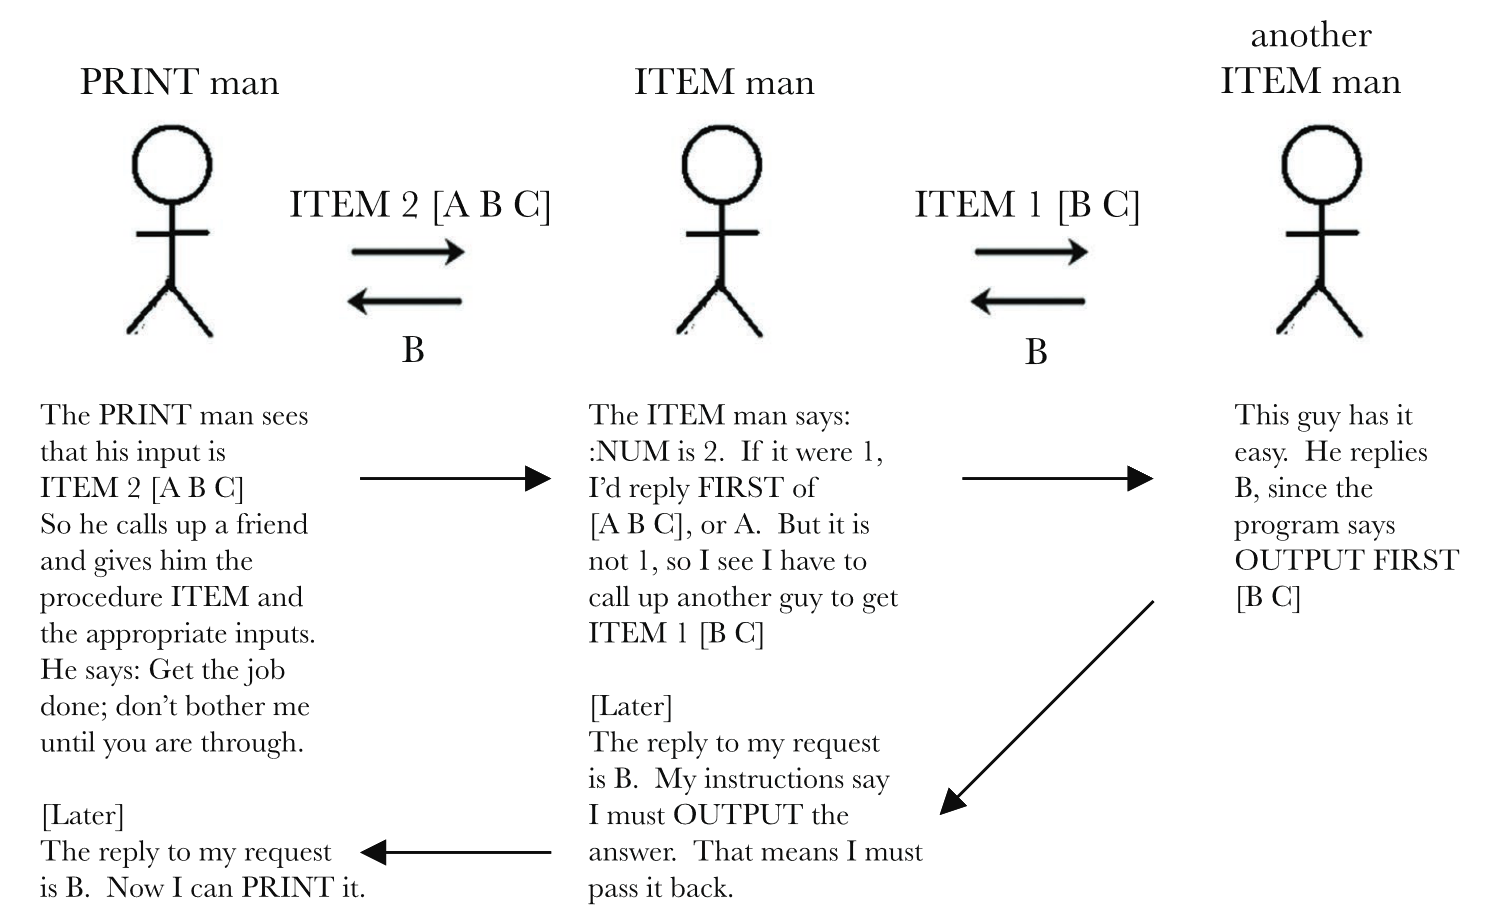 PRINT man
ITEM man
another
ITEM man
ITEM 2 [A B C]
B
ITEM 1 [B C]
B
The PRINT man sees
that his input is
ITEM 2 [A B C]
So he calls up a friend
and gives him the
procedure ITEM and
the appropriate inputs.
He says: Get the job
done; don’t bother me
until you are through.
[Later]
The reply to my request
is B.  Now I can PRINT it.
The ITEM man says:
:NUM is 2.  If it were 1,
I’d reply FIRST of
[A B C], or A.  But it is
not 1, so I see I have to
call up another guy to get
ITEM 1 [B C]
[Later]
The reply to my request
is B.  My instructions say
I must OUTPUT the
answer.  That means I must
pass it back.
This guy has it
easy.  He replies
B, since the
program says
OUTPUT FIRST
[B C]